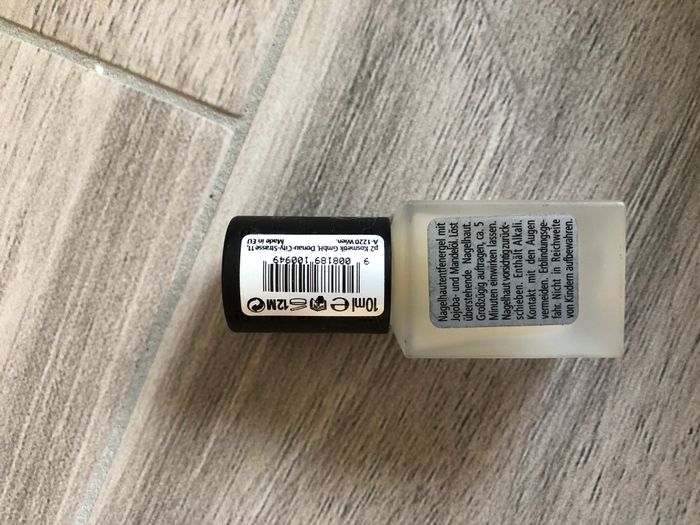 Nagelhautentfernergel mit
Jojoba- und Mandelöl. Löst
überstehende Nagelhaut.
Großzügig auftragen, ca. 5
Minuten einwirken lassen.
Nagelhaut vorsichtig zurück-
schieben. Enthält Alkali.
Kontakt mit den Augen
vermeiden. Erblindungsge-
fahr. Nicht in Reichweite
von Kindern aufbewahren.
p2 Kosmetik GmbH, Donau-City-Strasse 11,
A-1220 Wien.
Made in EU
9 008189 100949
10ml e 12M